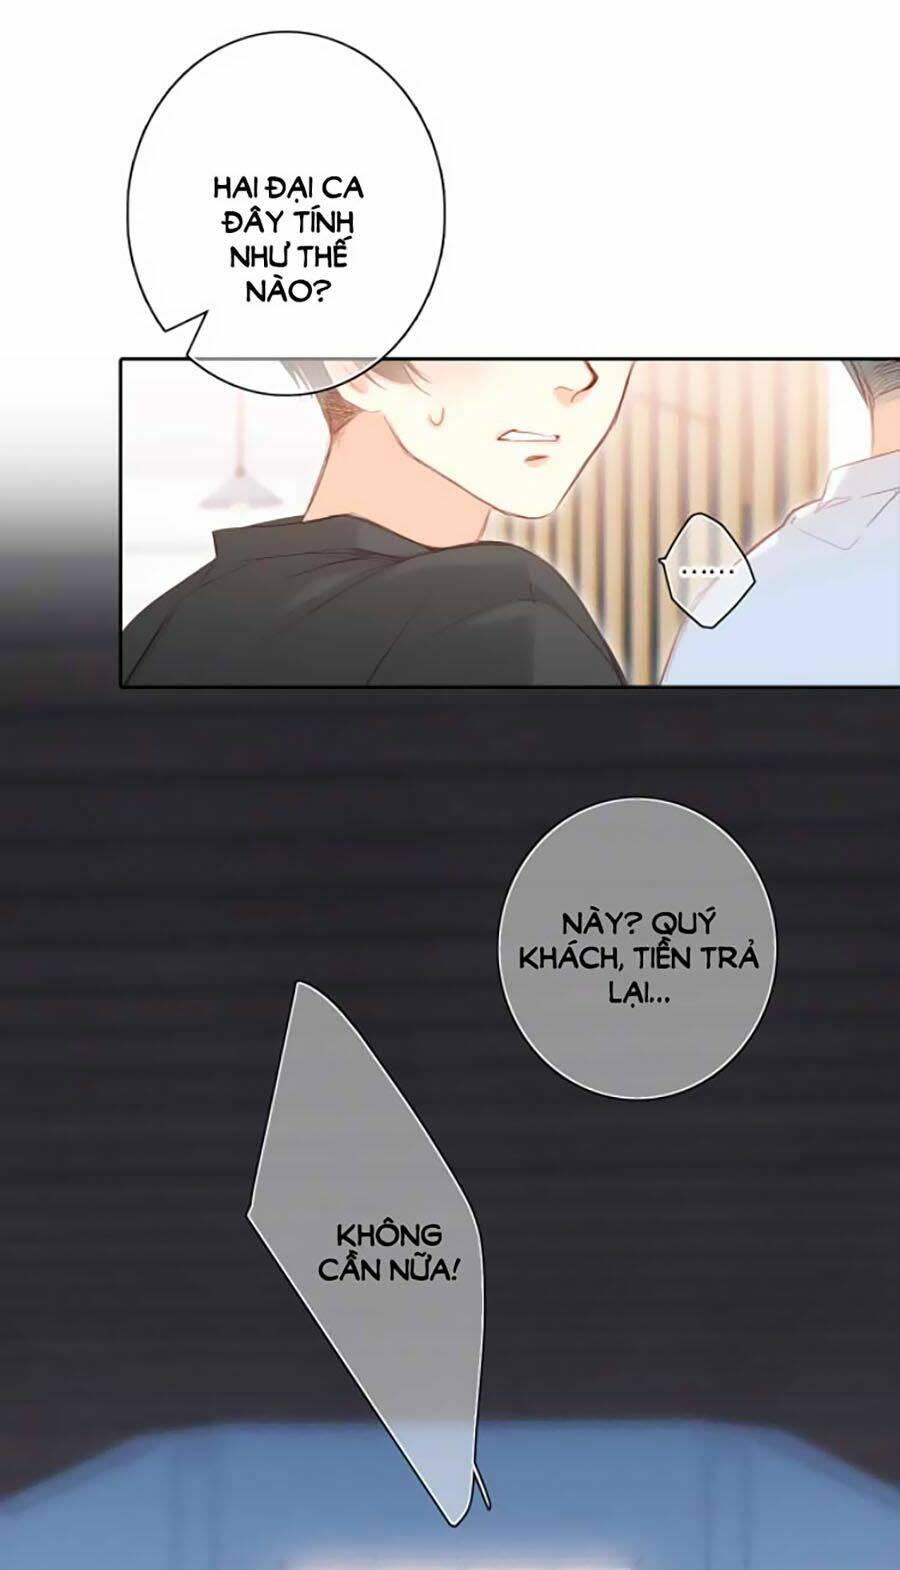 HAI ĐẠI CA
ĐÂY TÍNH
NHƯ THẾ
NÀO?
......
NÀY? QUÝ
KHÁCH, TIỀN TRẢ
LẠI...
KHÔNG
CẦN NỮA!